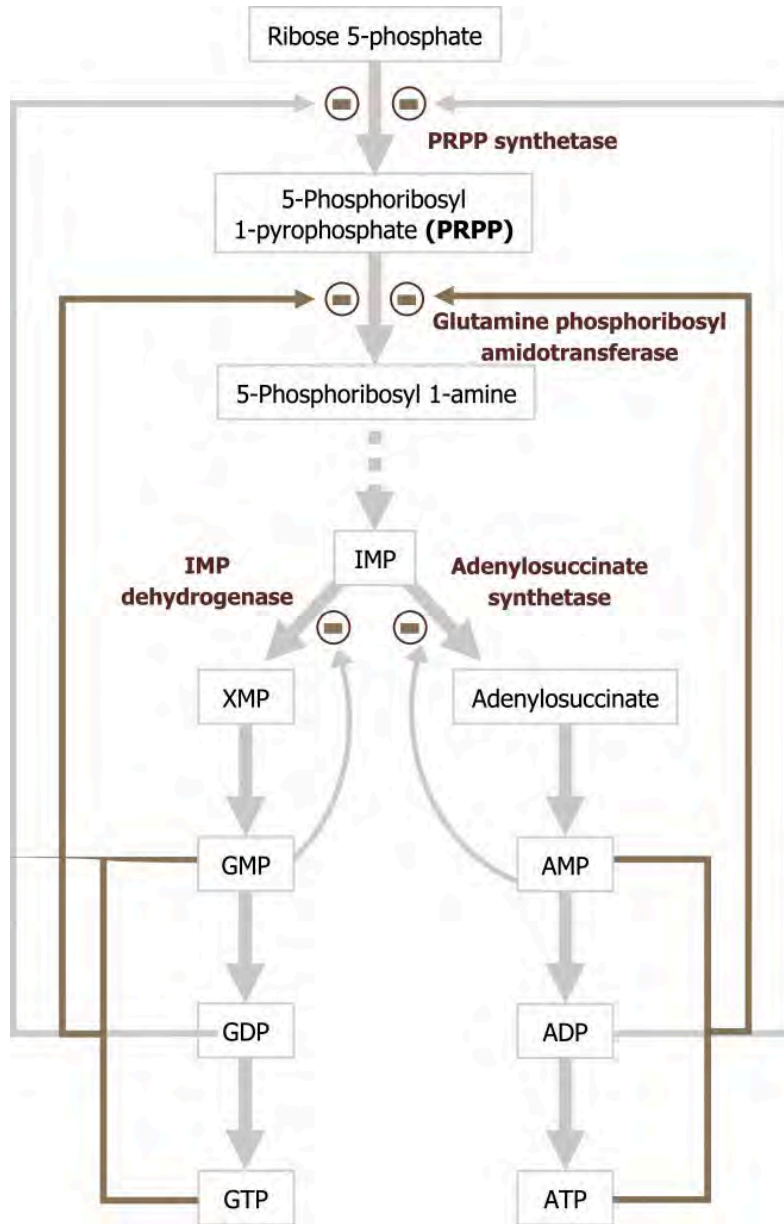 Ribose 5-phosphate
PRPP synthetase
5-Phosphoribosyl
1-pyrophosphate (PRPP)
Glutamine phosphoribosyl
amidotransferase
5-Phosphoribosyl 1-amine
IMP
IMP
dehydrogenase
Adenylosuccinate
synthetase
XMP
Adenylosuccinate
GMP
AMP
GDP
ADP
GTP
ATP